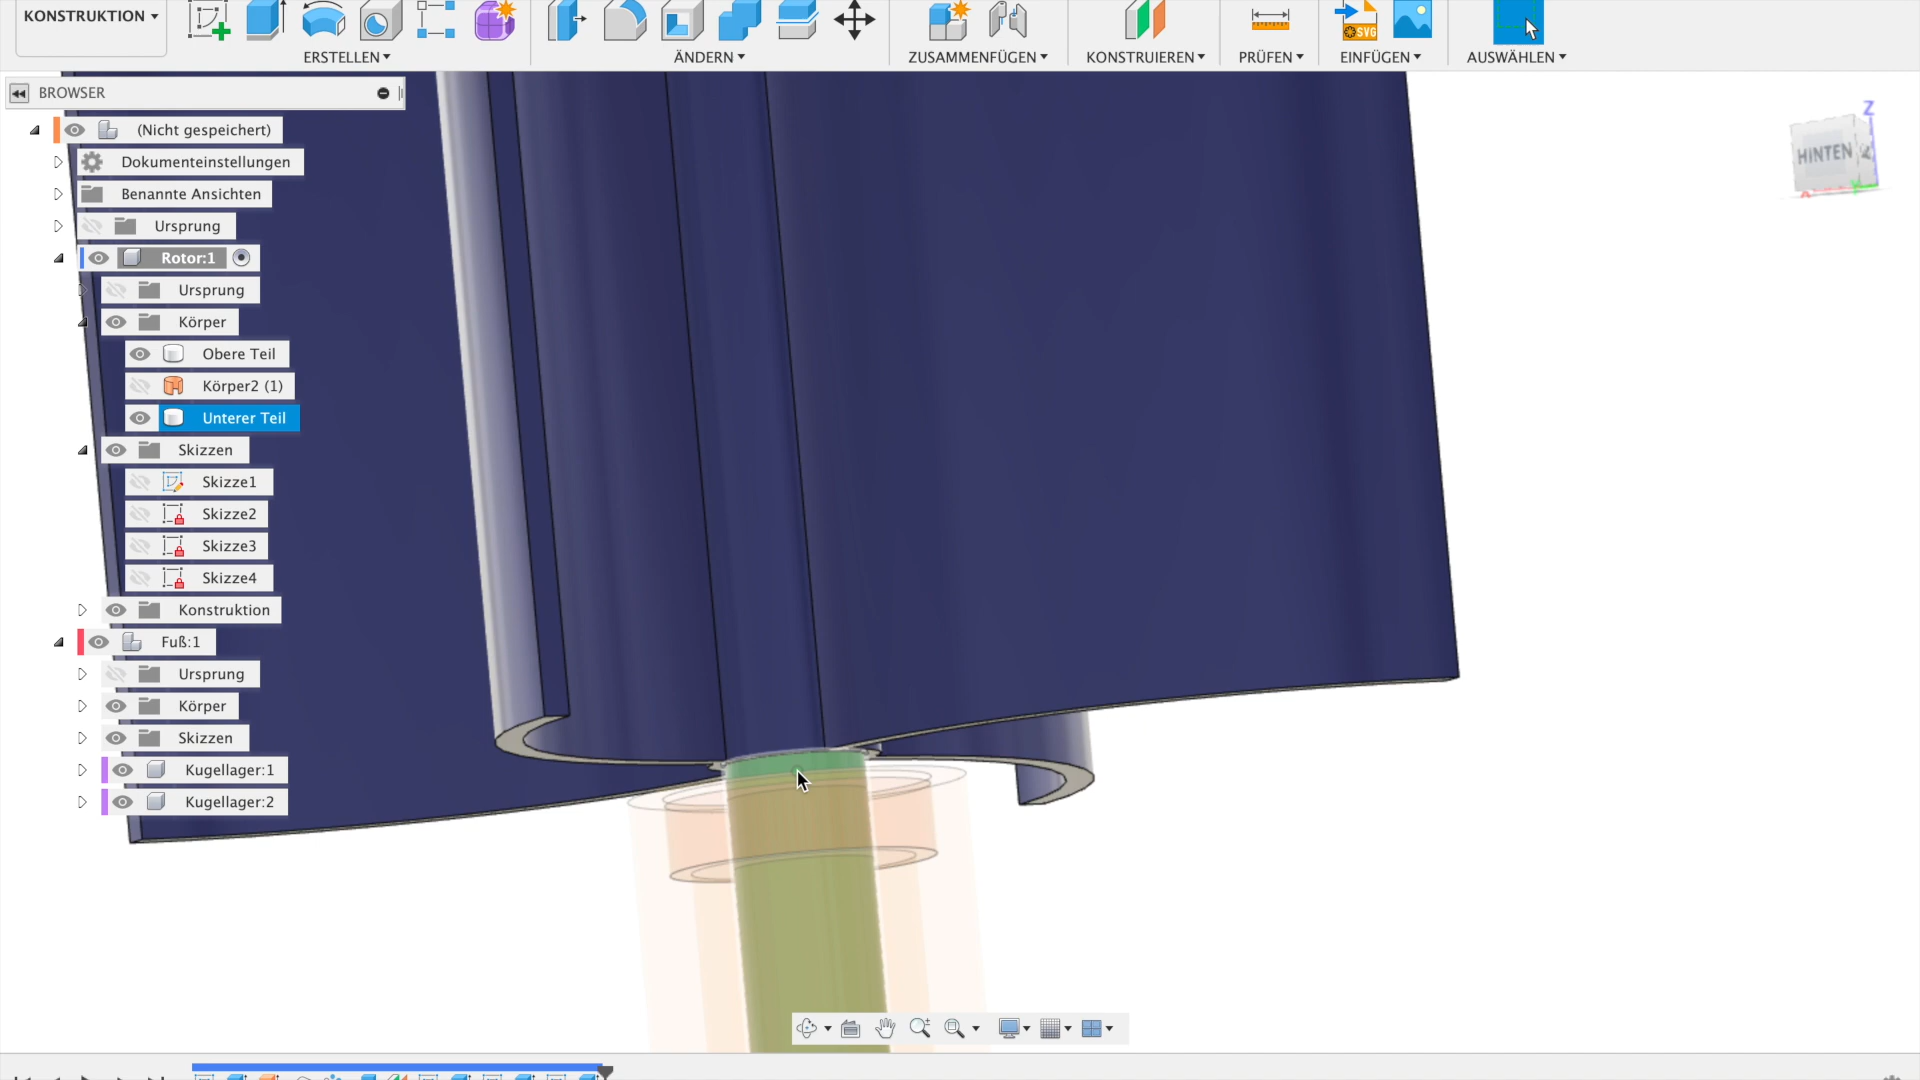 KONSTRUKTION
ERSTELLEN
ÄNDERN
ZUSAMMENFÜGEN
KONSTRUIEREN
PRÜFEN
EINFÜGEN
AUSWÄHLEN
SVG
BROWSER
(Nicht gespeichert)
Dokumenteinstellungen
Benannte Ansichten
Ursprung
Rotor:1
Ursprung
Körper
Obere Teil
Körper2 (1)
Unterer Teil
Skizzen
Skizze1
Skizze2
Skizze3
Skizze4
Konstruktion
Fuß:1
Ursprung
Körper
Skizzen
Kugellager:1
Kugellager:2
Z
HINTEN
X